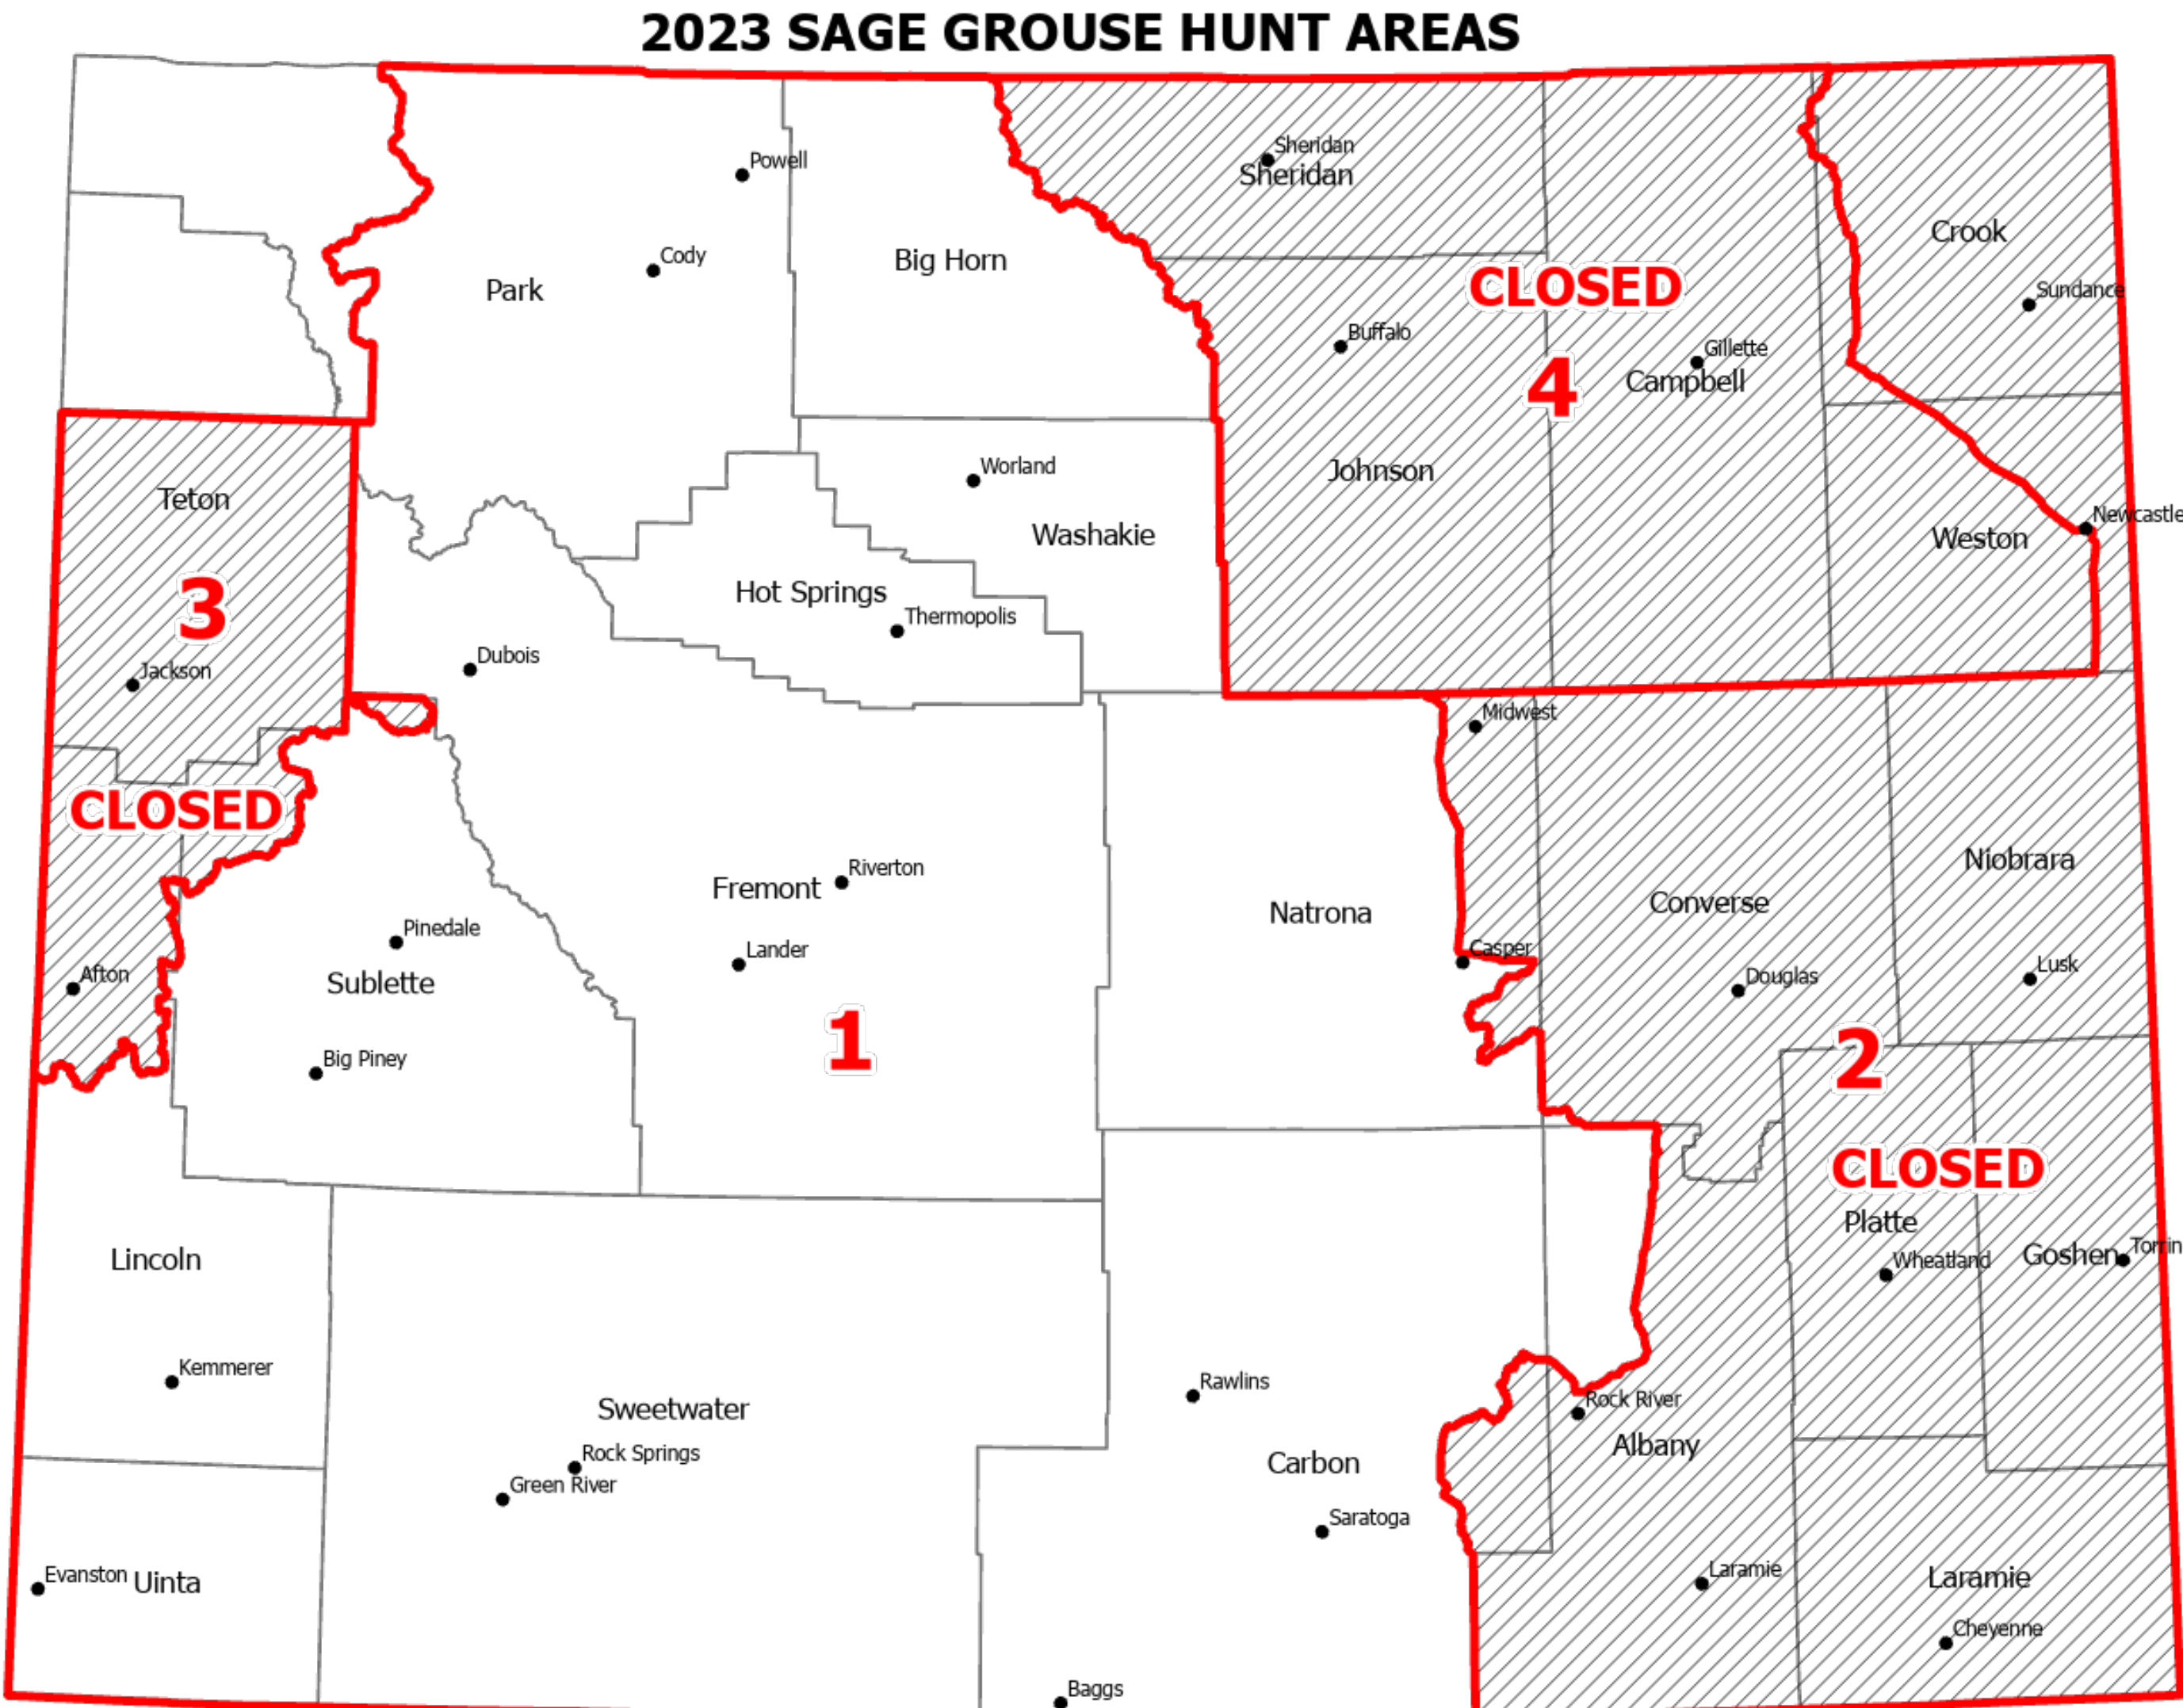 2023 SAGE GROUSE HUNT AREAS
Sheridan
Sheridan
Powell
Crook
Cody
Big Horn
Park
CLOSED
Sundance
Buffalo
Gillette
4
Campbell
Worland
Johnson
Teton
Newcastle
Washakie
Weston
Hot Springs
3
Thermopolis
Dubois
Jackson
Midwest
CLOSED
Niobrara
Riverton
Fremont
Converse
Natrona
Pinedale
Lander
Casper
Lusk
Afton
Sublette
Douglas
1
Big Piney
2
CLOSED
Platte
Torrin
Goshen
Lincoln
Wheatland
Kemmerer
Rawlins
Rock River
Sweetwater
Albany
Rock Springs
Carbon
Green River
Saratoga
Laramie
Laramie
Evanston
Uinta
Cheyenne
Baggs